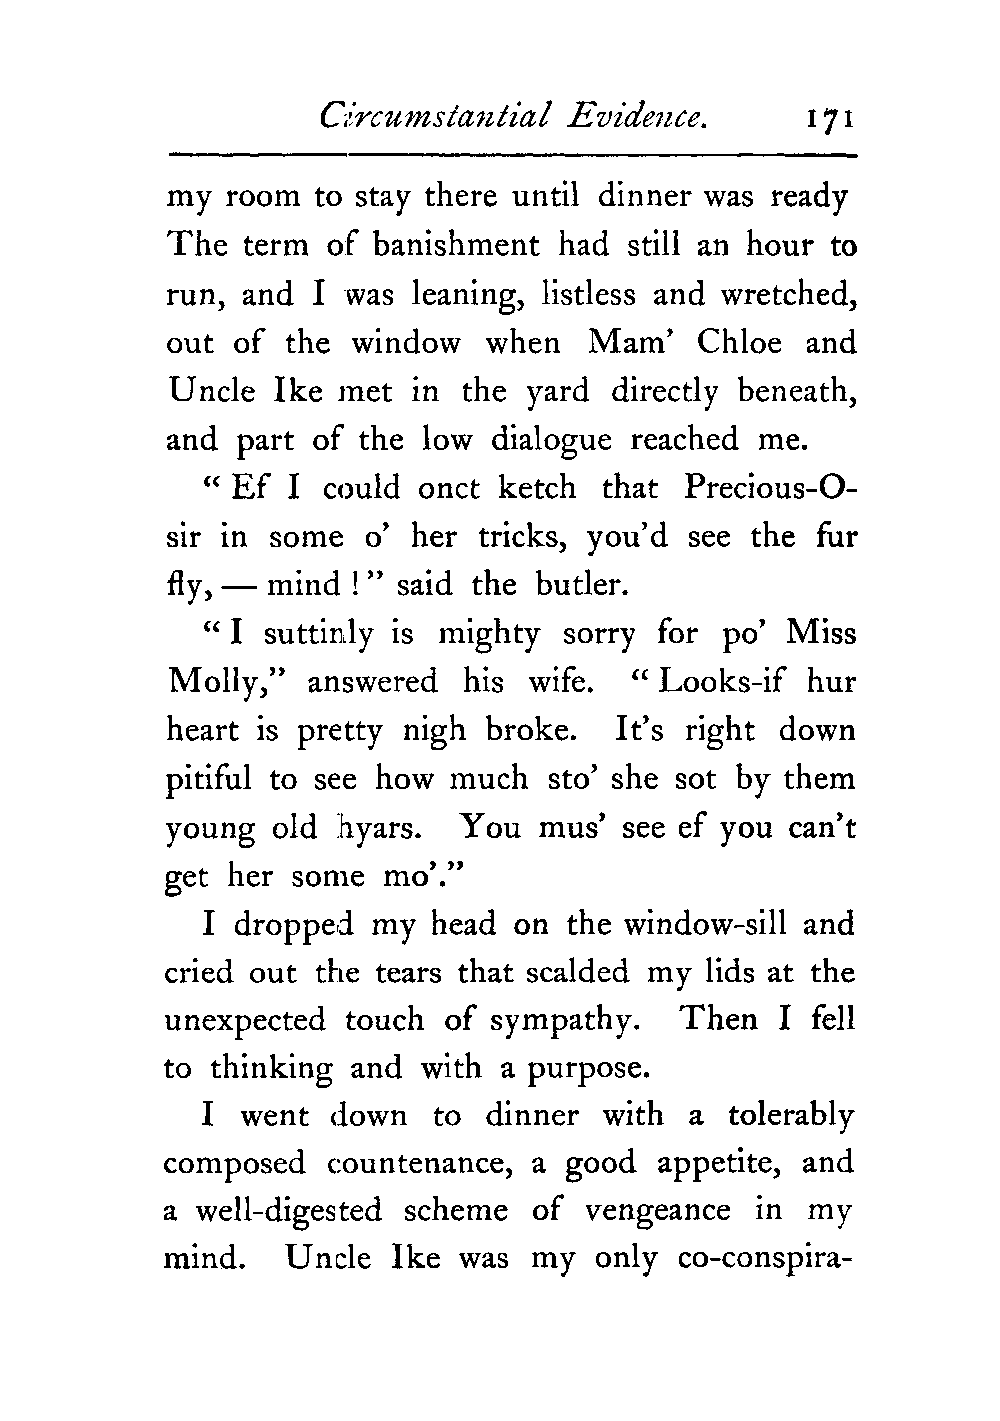 Circumstantial Evidence. 171
my room to stay there until dinner was ready
The term of banishment had still an hour to
run, and I was leaning, listless and wretched,
out of the window when Mam' Chloe and
Uncle Ike met in the yard directly beneath,
and part of the low dialogue reached me.
“ Ef I could onct ketch that Precious-O-
sir in some o' her tricks, you'd see the fur
fly, — mind ! ” said the butler.
“ I suttinly is mighty sorry for po' Miss
Molly,” answered his wife. “ Looks-if hur
heart is pretty nigh broke. It's right down
pitiful to see how much sto' she sot by them
young old hyars. You mus' see ef you can't
get her some mo'.”
I dropped my head on the window-sill and
cried out the tears that scalded my lids at the
unexpected touch of sympathy. Then I fell
to thinking and with a purpose.
I went down to dinner with a tolerably
composed countenance, a good appetite, and
a well-digested scheme of vengeance in my
mind. Uncle Ike was my only co-conspira-